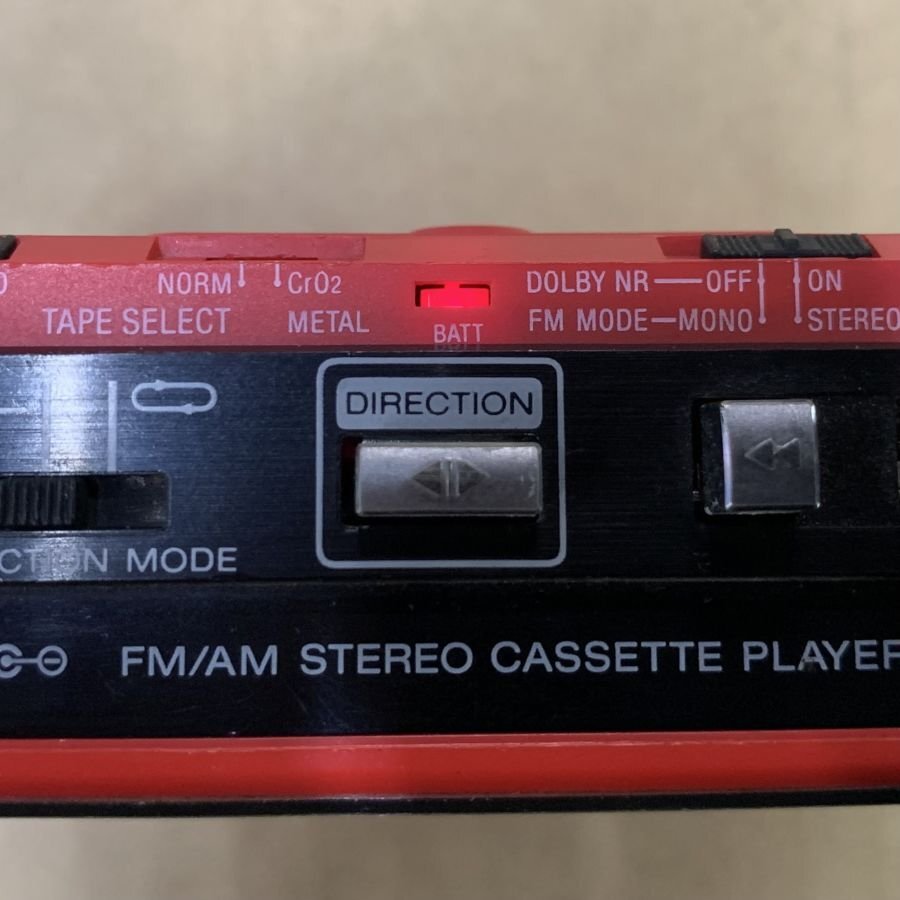 NORM CrO2 DOLBY NR OFF ON
TAPE SELECT METAL BATT FM MODE MONO STEREO
DIRECTION
MODE
FM/AM STEREO CASSETTE PLAYER